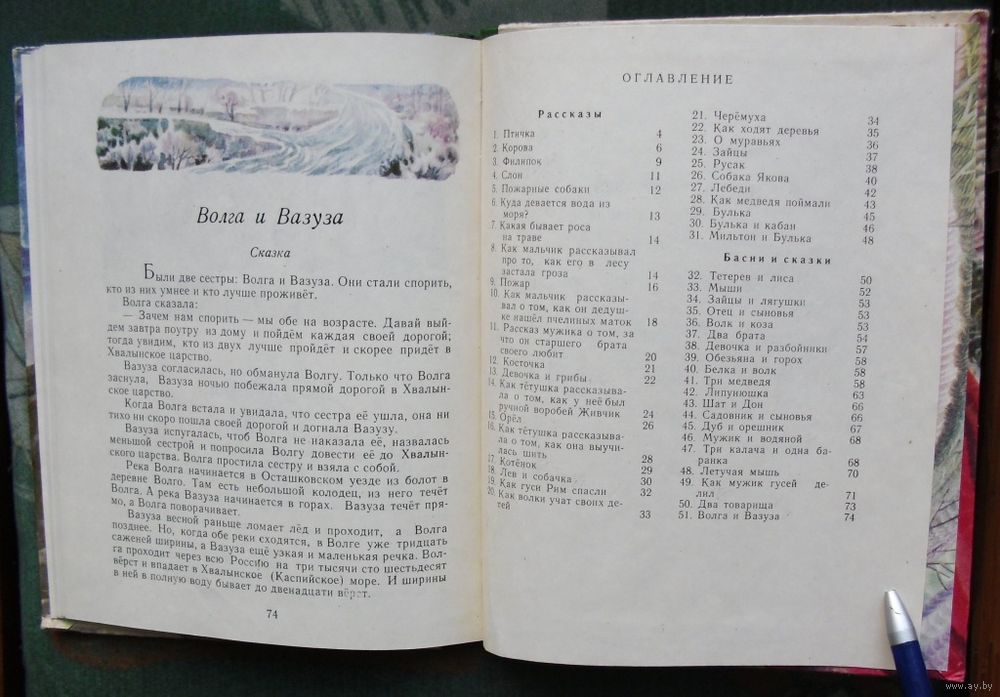 Волга и Вазуза
Сказка
Были две сестры: Волга и Вазуза. Они стали спорить,
кто из них умнее и кто лучше проживёт.
Волга сказала:
— Зачем нам спорить — мы обе на возрасте. Давай вый-
дем завтра поутру из дому и пойдём каждая своей дорогой;
тогда увидим, кто из двух лучше пройдёт и скорее придёт в
Хвалынское царство.
Вазуза согласилась, но обманула Волгу. Только что Волга
заснула, Вазуза ночью побежала прямой дорогой в Хвалын-
ское царство.
Когда Волга встала и увидала, что сестра её ушла, она ни
тихо ни скоро пошла своей дорогой и догнала Вазузу.
Вазуза испугалась, чтоб Волга не наказала её, назвалась
меньшой сестрой и попросила Волгу довести её до Хвалын-
ского царства. Волга простила сестру и взяла с собой.
Река Волга начинается в Осташковском уезде из болот в
деревне Волго. Там есть небольшой колодец, из него течёт
Волга. А река Вазуза начинается в горах. Вазуза течёт пря-
мо, а Волга поворачивает.
Вазуза весной раньше ломает лёд и проходит, а Волга
позднее. Но, когда обе реки сходятся, в Волге уже тридцать
саженей ширины, а Вазуза ещё узкая и маленькая речка. Вол-
га проходит через всю Россию на три тысячи сто шестьдесят
вёрст и впадает в Хвалынское (Каспийское) море. И ширины
в ней в полную воду бывает до двенадцати вёрст.
74
ОГЛАВЛЕНИЕ
Рассказы
1. Птичка 4
2. Корова 6
3. Филипок 9
4. Слон 11
5. Пожарные собаки 12
6. Куда девается вода из
моря? 13
7. Какая бывает роса
на траве 14
8. Как мальчик рассказывал
про то, как его в лесу
застала гроза 14
9. Пожар 16
10. Как мальчик рассказы-
вал о том, как он дедуш-
ке нашёл пчелиных маток 18
11. Рассказ мужика о том, за
что он старшего брата
своего любит 20
12. Косточка 21
13. Девочка и грибы 22
14. Как тётушка рассказыва-
ла о том, как у неё был
ручной воробей Живчик 24
15. Орёл 26
16. Как тётушка рассказыва-
ла о том, как она выучи-
лась шить 28
17. Котёнок 29
18. Лев и собачка 30
19. Как гуси Рим спасли 32
20. Как волки учат своих де-
тей 33
21. Черёмуха 34
22. Как ходят деревья 35
23. О муравьях 36
24. Зайцы 37
25. Русак 38
26. Собака Якова 40
27. Лебеди 42
28. Как медведя поймали 43
29. Булька 45
30. Булька и кабан 46
31. Мильтон и Булька 48
Басни и сказки
32. Тетерев и лиса 50
33. Мыши 52
34. Зайцы и лягушки 53
35. Отец и сыновья 53
36. Волк и коза 53
37. Два брата 54
38. Девочка и разбойники 57
39. Обезьяна и горох 58
40. Белка и волк 58
41. Три медведя 58
42. Липунюшка 63
43. Шат и Дон 66
44. Садовник и сыновья 66
45. Дуб и орешник 67
46. Мужик и водяной 68
47. Три калача и одна ба-
ранка 68
48. Летучая мышь 70
49. Как мужик гусей де-
лил 71
50. Два товарища 73
51. Волга и Вазуза 74
www.ay.by